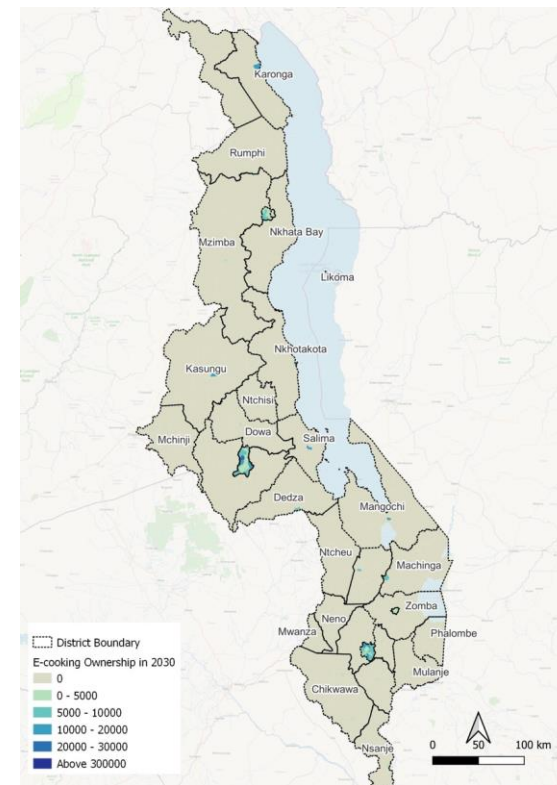 Karonga
Rumphi
Nkhata Bay
Mzimba
Likoma
Nkhotakota
Kasungu
Ntchisi
Dowa
Mchinji
Salima
Dedza
Mangochi
Ntcheu
Machinga
Neno
Zomba
Mwanza
Phalombe
Mulanje
Chikwawa
Nsanje
District Boundary
E-cooking Ownership in 2030
0
0 - 5000
5000 - 10000
10000 - 20000
20000 - 30000
Above 300000
0 50 100 km